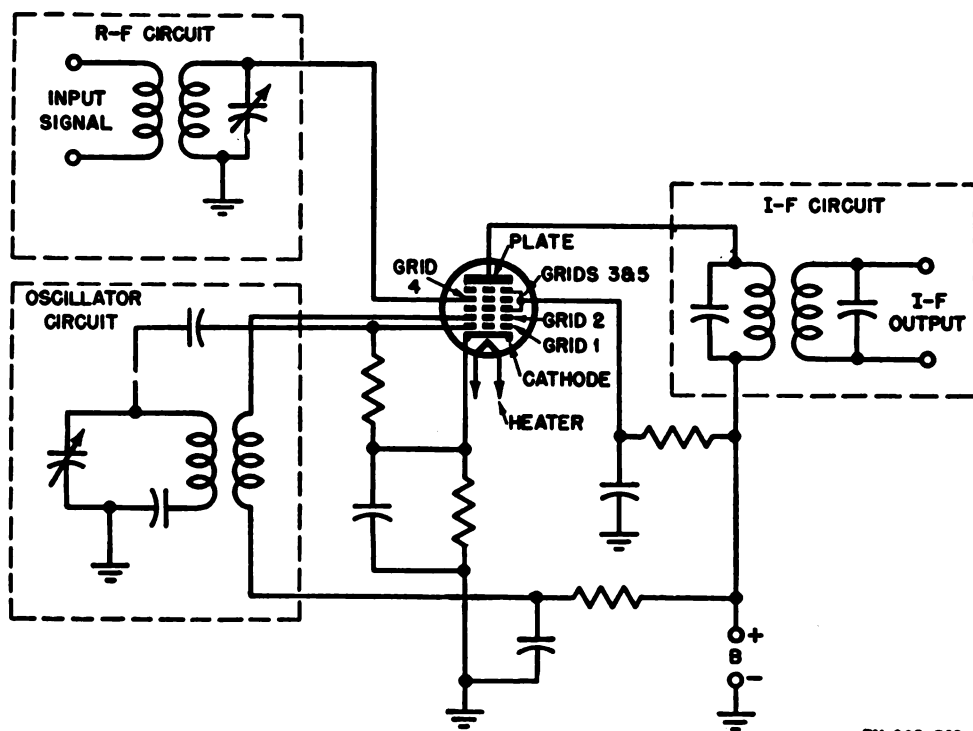 R-F CIRCUIT
INPUT
SIGNAL
I-F CIRCUIT
PLATE
GRID
4
GRIDS 3&5
OSCILLATOR
CIRCUIT
I-F
OUTPUT
GRID 2
GRID 1
CATHODE
HEATER
+
B
-